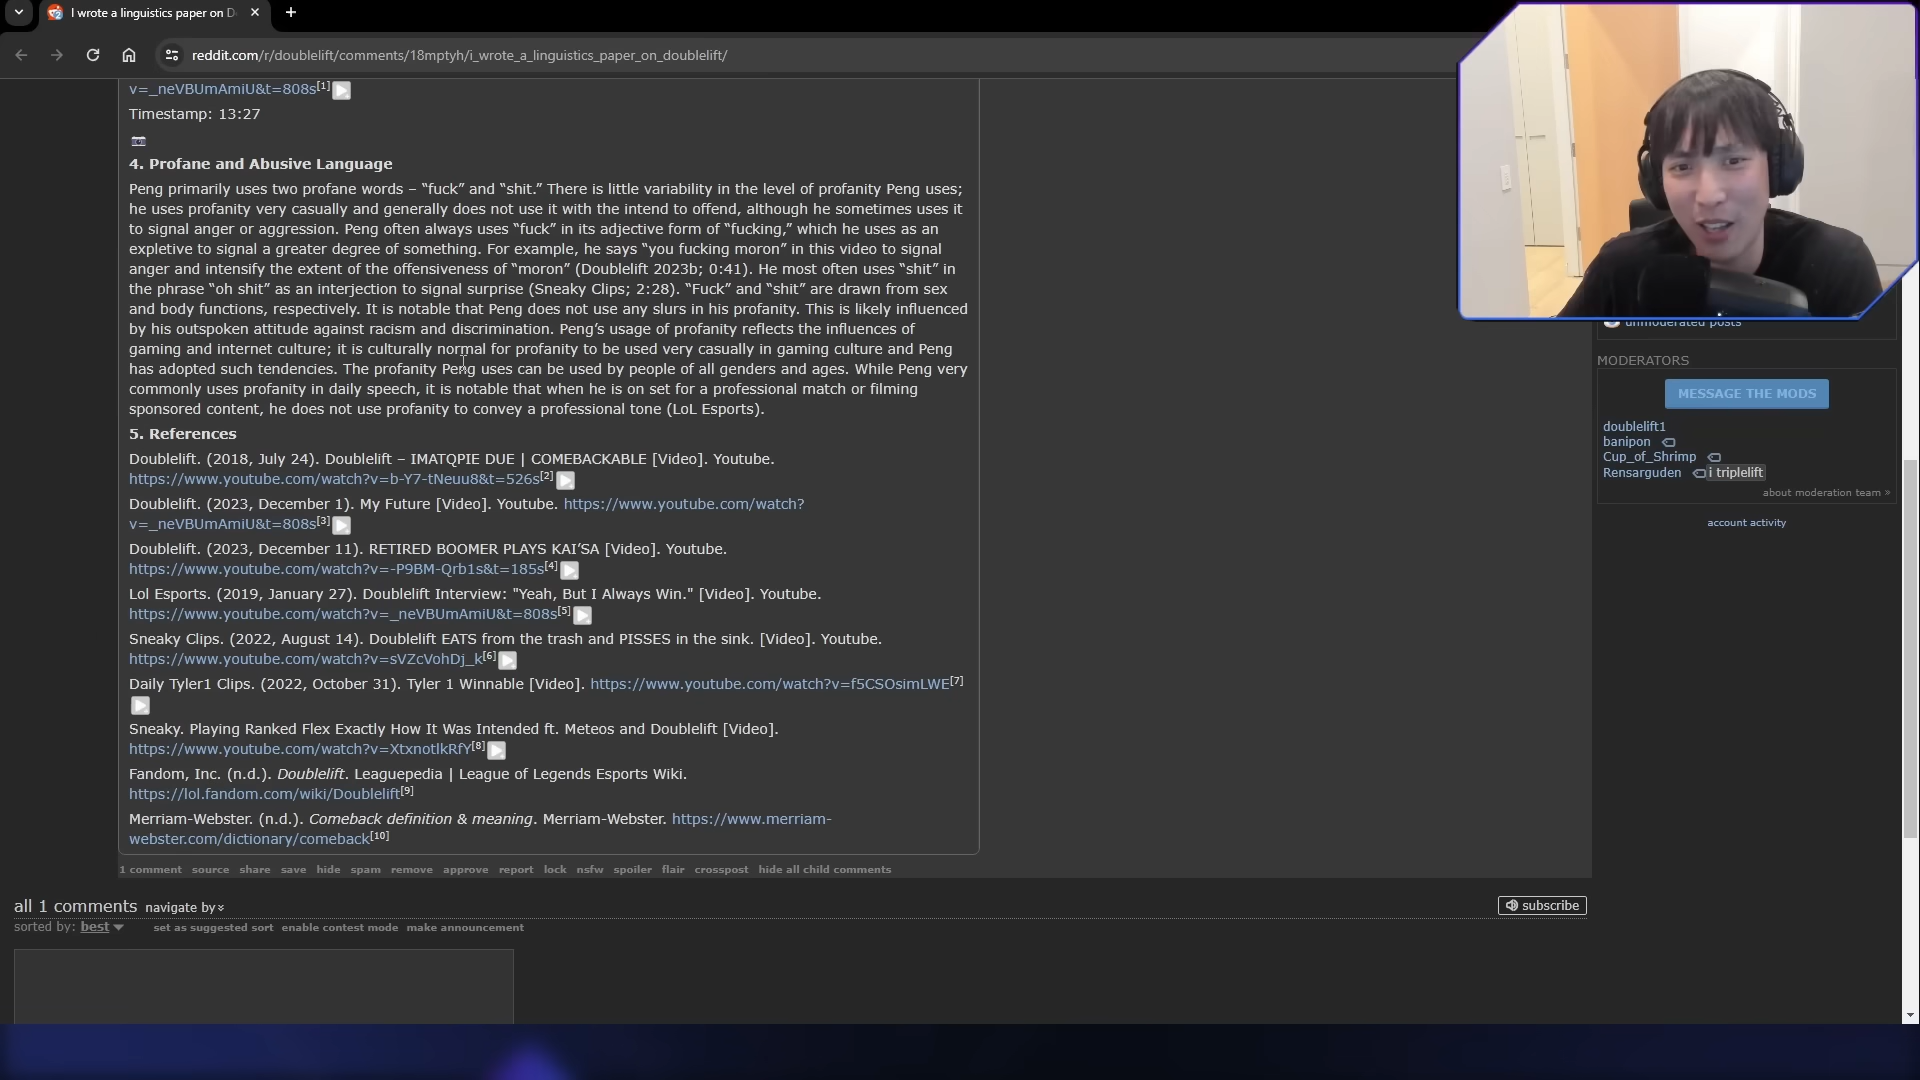 I wrote a linguistics paper on D
reddit.com/r/doublelift/comments/18mptyh/i_wrote_a_linguistics_paper_on_doublelift/
v=_neVBUmAmiU&t=808s[1]
Timestamp: 13:27
4. Profane and Abusive Language
Peng primarily uses two profane words – “fuck” and “shit.” There is little variability in the level of profanity Peng uses;
he uses profanity very casually and generally does not use it with the intend to offend, although he sometimes uses it
to signal anger or aggression. Peng often always uses “fuck” in its adjective form of “fucking,” which he uses as an
expletive to signal a greater degree of something. For example, he says “you fucking moron” in this video to signal
anger and intensify the extent of the offensiveness of “moron” (Doublelift 2023b; 0:41). He most often uses “shit” in
the phrase “oh shit” as an interjection to signal surprise (Sneaky Clips; 2:28). “Fuck” and “shit” are drawn from sex
and body functions, respectively. It is notable that Peng does not use any slurs in his profanity. This is likely influenced
by his outspoken attitude against racism and discrimination. Peng’s usage of profanity reflects the influences of
gaming and internet culture; it is culturally normal for profanity to be used very casually in gaming culture and Peng
has adopted such tendencies. The profanity Peng uses can be used by people of all genders and ages. While Peng very
commonly uses profanity in daily speech, it is notable that when he is on set for a professional match or filming
sponsored content, he does not use profanity to convey a professional tone (LoL Esports).
5. References
Doublelift. (2018, July 24). Doublelift – IMATQPIE DUE | COMEBACKABLE [Video]. Youtube.
https://www.youtube.com/watch?v=b-Y7-tNeuu8&t=526s[2]
Doublelift. (2023, December 1). My Future [Video]. Youtube. https://www.youtube.com/watch?
v=_neVBUmAmiU&t=808s[3]
Doublelift. (2023, December 11). RETIRED BOOMER PLAYS KAI’SA [Video]. Youtube.
https://www.youtube.com/watch?v=-P9BM-Qrb1s&t=185s[4]
Lol Esports. (2019, January 27). Doublelift Interview: "Yeah, But I Always Win." [Video]. Youtube.
https://www.youtube.com/watch?v=_neVBUmAmiU&t=808s[5]
Sneaky Clips. (2022, August 14). Doublelift EATS from the trash and PISSES in the sink. [Video]. Youtube.
https://www.youtube.com/watch?v=sVZcVohDj_k[6]
Daily Tyler1 Clips. (2022, October 31). Tyler 1 Winnable [Video]. https://www.youtube.com/watch?v=f5CSOsimLWE[7]
Sneaky. Playing Ranked Flex Exactly How It Was Intended ft. Meteos and Doublelift [Video].
https://www.youtube.com/watch?v=XtxnotlkRfY[8]
Fandom, Inc. (n.d.). Doublelift. Leaguepedia | League of Legends Esports Wiki.
https://lol.fandom.com/wiki/Doublelift[9]
Merriam-Webster. (n.d.). Comeback definition & meaning. Merriam-Webster. https://www.merriam-
webster.com/dictionary/comeback[10]
1 comment source share save hide spam remove approve report lock nsfw spoiler flair crosspost hide all child comments
all 1 comments navigate by
subscribe
sorted by: best set as suggested sort enable contest mode make announcement
unmoderated posts
MODERATORS
MESSAGE THE MODS
doublelift1
banipon
Cup_of_Shrimp
Rensarguden i triplelift
about moderation team »
account activity